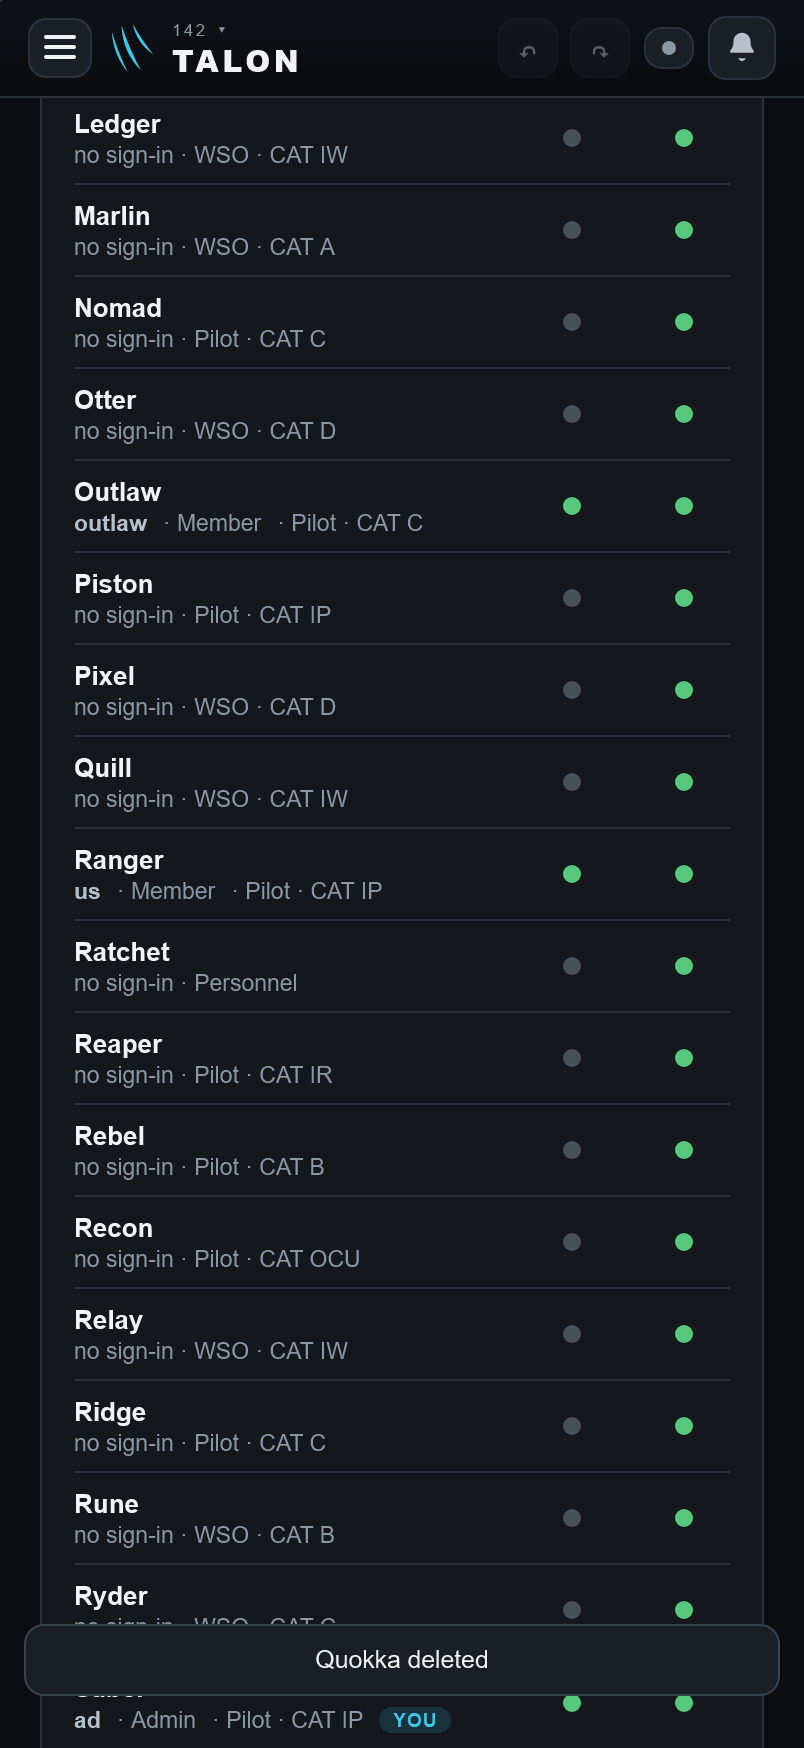 142 ▾
TALON
Ledger
no sign-in · WSO · CAT IW
Marlin
no sign-in · WSO · CAT A
Nomad
no sign-in · Pilot · CAT C
Otter
no sign-in · WSO · CAT D
Outlaw
outlaw · Member · Pilot · CAT C
Piston
no sign-in · Pilot · CAT IP
Pixel
no sign-in · WSO · CAT D
Quill
no sign-in · WSO · CAT IW
Ranger
us · Member · Pilot · CAT IP
Ratchet
no sign-in · Personnel
Reaper
no sign-in · Pilot · CAT IR
Rebel
no sign-in · Pilot · CAT B
Recon
no sign-in · Pilot · CAT OCU
Relay
no sign-in · WSO · CAT IW
Ridge
no sign-in · Pilot · CAT C
Rune
no sign-in · WSO · CAT B
Ryder
no sign-in · WSO · CAT
Quokka deleted
ad · Admin · Pilot · CAT IP YOU